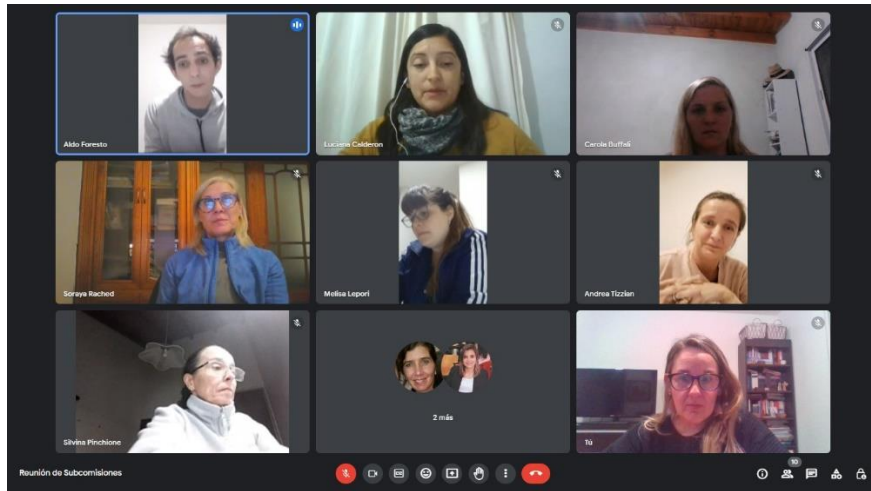 Aldo Foresto
Luciana Calderon
Carola Buffali
Soraya Rached
Melisa Lepori
Andrea Tizzian
Silvina Pinchione
2 más
Tú
Reunión de Subcomisiones
10